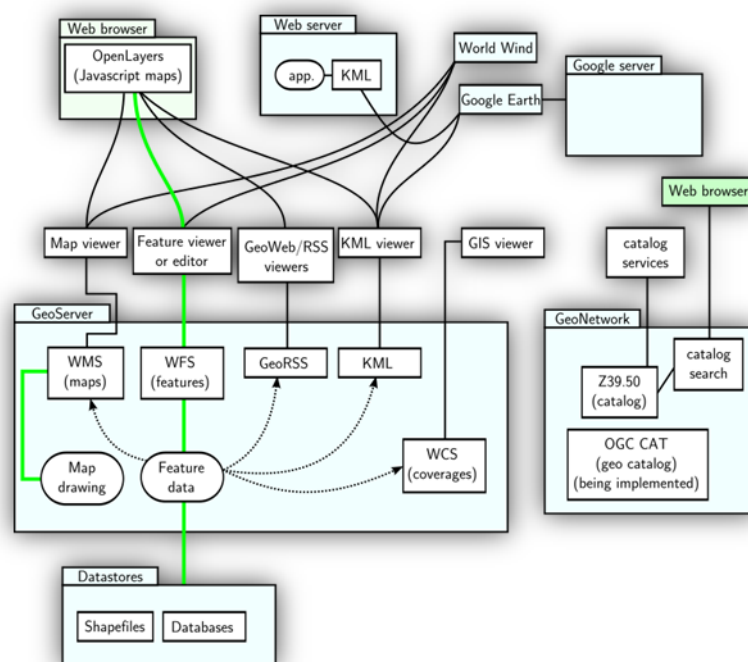 Web browser
OpenLayers
(Javascript maps)
Web server
app.
KML
World Wind
Google Earth
Google server
Web browser
Map viewer
Feature viewer
or editor
GeoWeb/RSS
viewers
KML viewer
GIS viewer
catalog
services
GeoServer
WMS
(maps)
WFS
(features)
GeoRSS
KML
Map
drawing
Feature
data
WCS
(coverages)
GeoNetwork
catalog
search
Z39.50
(catalog)
OGC CAT
(geo catalog)
(being implemented)
Datastores
Shapefiles
Databases